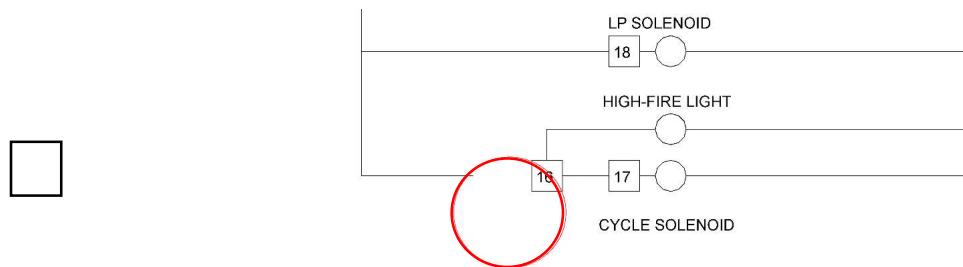 LP SOLENOID
18
HIGH-FIRE LIGHT
16
17
CYCLE SOLENOID